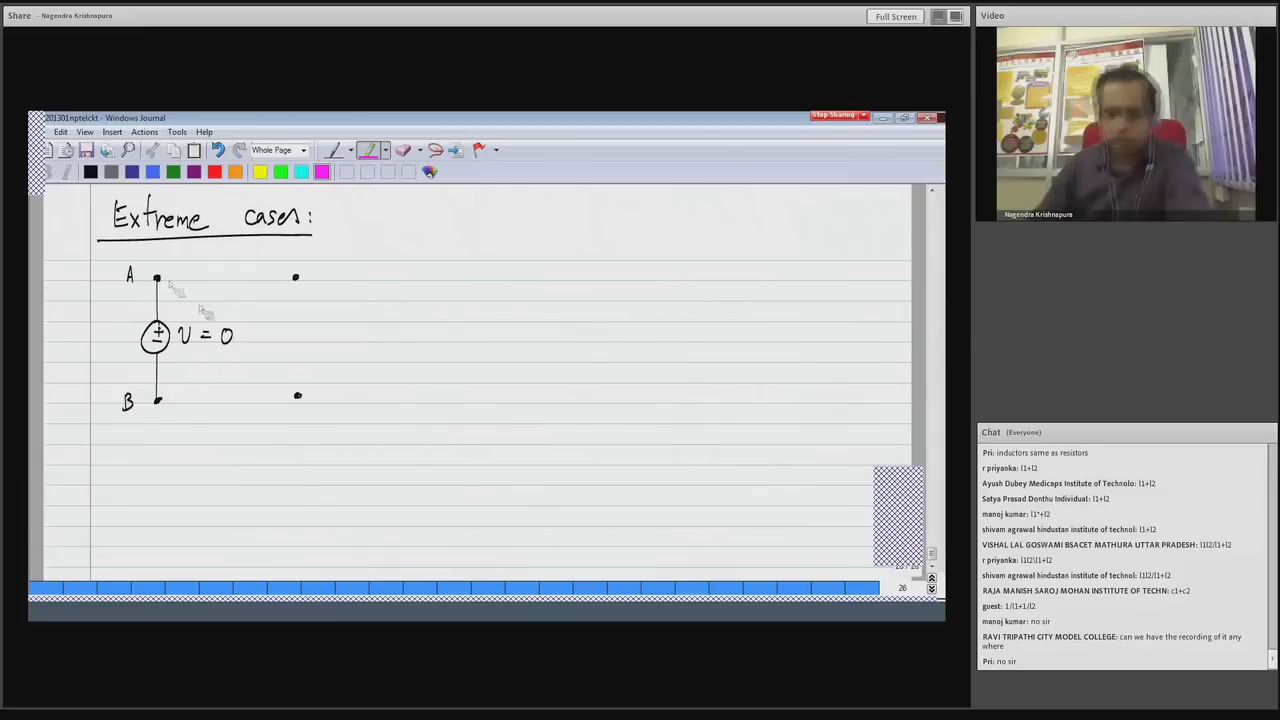 Share - Nagendra Krishnapura
Full Screen
Video
201301nptelckt - Windows Journal
Stop Sharing
Edit View Insert Actions Tools Help
Whole Page
Extreme cases:
A
+
−
V = 0
B
26
Nagendra Krishnapura
Chat (Everyone)
Pri: inductors same as resistors
r priyanka: l1+l2
Ayush Dubey Medicaps Institute of Technolo: l1+l2
Satya Prasad Donthu Individual: l1+l2
manoj kumar: l1*+l2
shivam agrawal hindustan institute of technol: l1+l2
VISHAL LAL GOSWAMI BSACET MATHURA UTTAR PRADESH: l1l2/l1+l2
r priyanka: l1l2\l1+l2
shivam agrawal hindustan institute of technol: l1l2/l1+l2
RAJA MANISH SAROJ MOHAN INSTITUTE OF TECHN: c1+c2
guest: 1/l1+1/l2
manoj kumar: no sir
RAVI TRIPATHI CITY MODEL COLLEGE: can we have the recording of it any
where
Pri: no sir